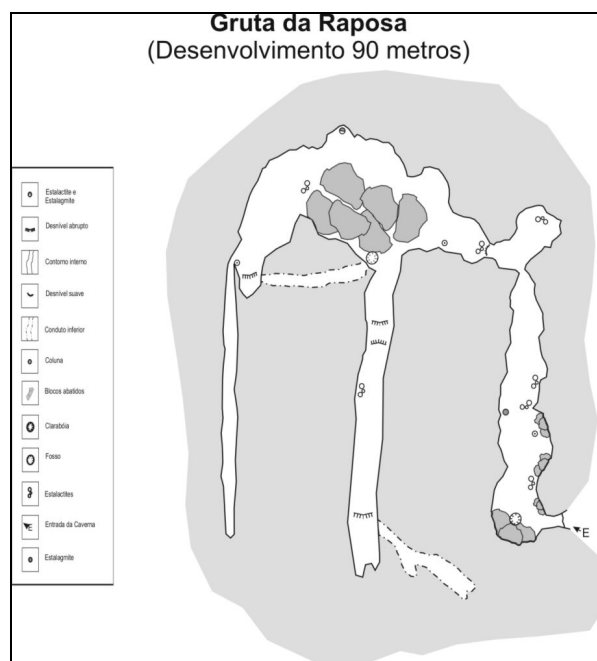 Gruta da Raposa
(Desenvolvimento 90 metros)
Estalactite e
Estalagmite
Desnível abrupto
Contorno interno
Desnível suave
Conduto inferior
Coluna
Blocos abatidos
Clarabóia
Fosso
Estalactites
E
Entrada da Caverna
Estalagmite
E